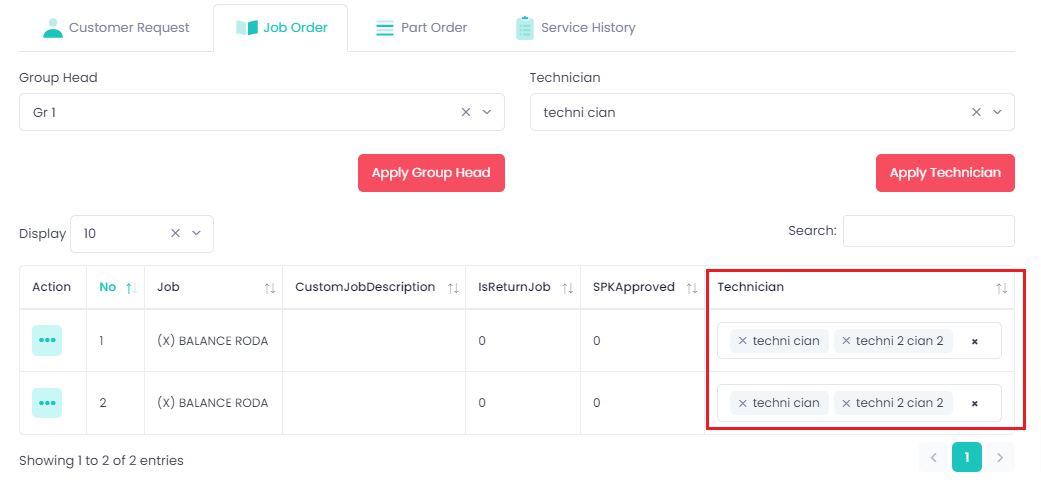 Customer Request Job Order Part Order Service History
Group Head Technician
Gr 1 × techni cian ×
Apply Group Head Apply Technician
Display 10 × Search:
Action No Job CustomJobDescription IsReturnJob SPKApproved Technician
1 (X) BALANCE RODA 0 0 × techni cian × techni 2 cian 2 ×
2 (X) BALANCE RODA 0 0 × techni cian × techni 2 cian 2 ×
Showing 1 to 2 of 2 entries 1